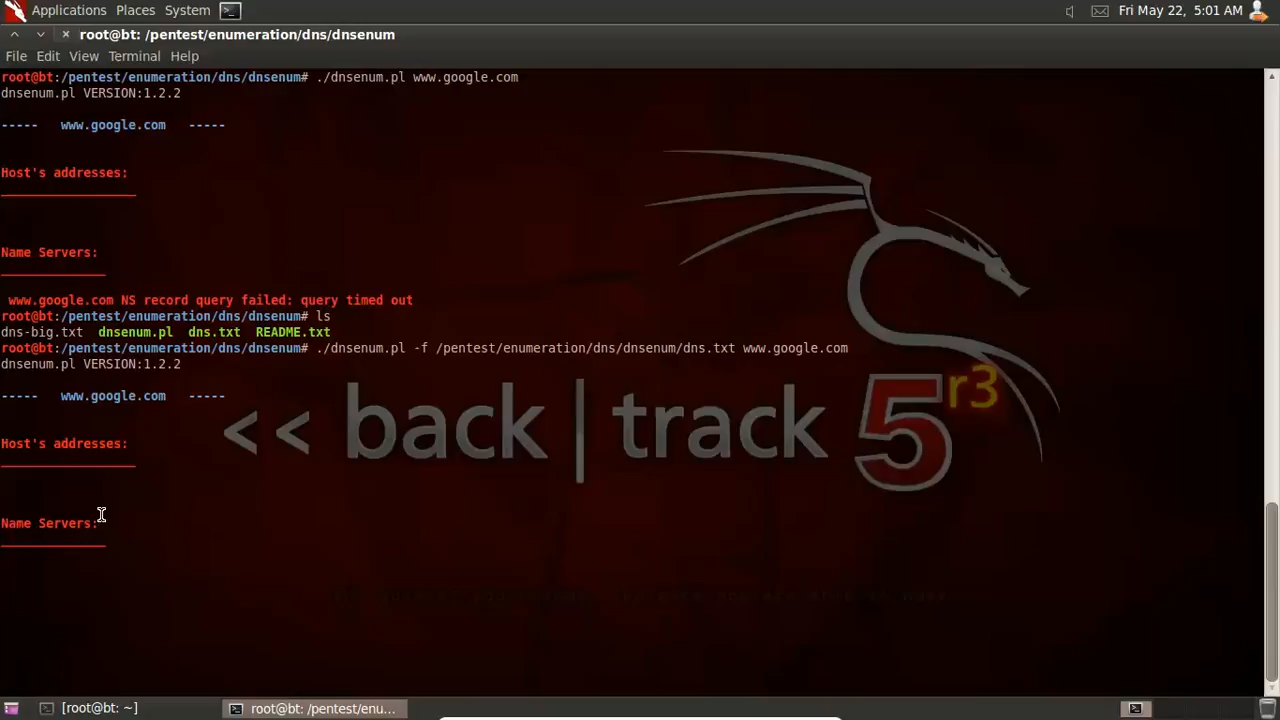 Applications Places System
Fri May 22, 5:01 AM
root@bt: /pentest/enumeration/dns/dnsenum
File Edit View Terminal Help
root@bt:/pentest/enumeration/dns/dnsenum# ./dnsenum.pl www.google.com
dnsenum.pl VERSION:1.2.2
----- www.google.com -----
Host's addresses:
Name Servers:
www.google.com NS record query failed: query timed out
root@bt:/pentest/enumeration/dns/dnsenum# ls
dns-big.txt dnsenum.pl dns.txt README.txt
root@bt:/pentest/enumeration/dns/dnsenum# ./dnsenum.pl -f /pentest/enumeration/dns/dnsenum/dns.txt www.google.com
dnsenum.pl VERSION:1.2.2
----- www.google.com -----
<< back | track 5 r3
Host's addresses:
Name Servers:
[root@bt: ~]
root@bt: /pentest/enu...